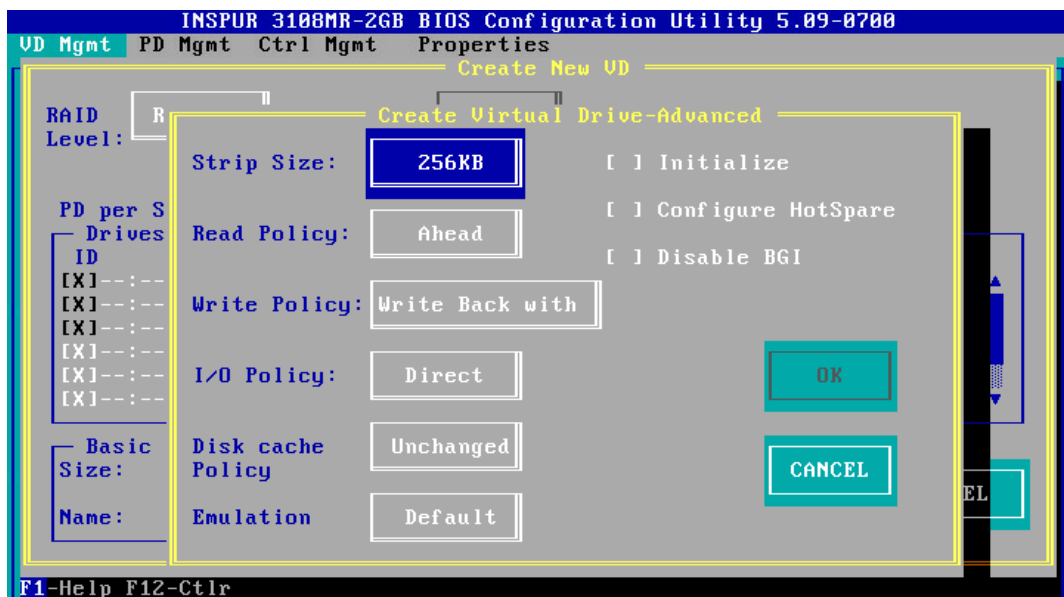 INSPUR 3108MR-2GB BIOS Configuration Utility 5.09-0700
VD Mgmt PD Mgmt Ctrl Mgmt Properties
Create New VD
RAID Level:
R
Create Virtual Drive-Advanced
Strip Size: 256KB [ ] Initialize
PD per S
[ ] Configure HotSpare
Drives
Read Policy: Ahead
ID
[ ] Disable BGI
[X]--:--
[X]--:--
Write Policy: Write Back with
[X]--:--
[X]--:--
[X]--:--
I/O Policy: Direct
OK
[X]--:--
Basic
Disk cache Policy
Unchanged
Size:
CANCEL
EL
Name:
Emulation Default
F1-Help F12-Ctlr